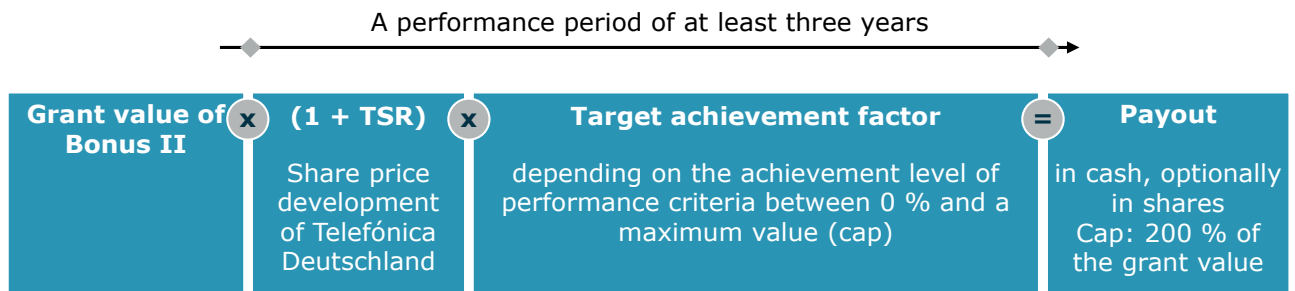 A performance period of at least three years
Grant value of
Bonus II
x
(1 + TSR)
Share price
development
of Telefónica
Deutschland
x
Target achievement factor
depending on the achievement level of
performance criteria between 0 % and a
maximum value (cap)
=
Payout
in cash, optionally
in shares
Cap: 200 % of
the grant value